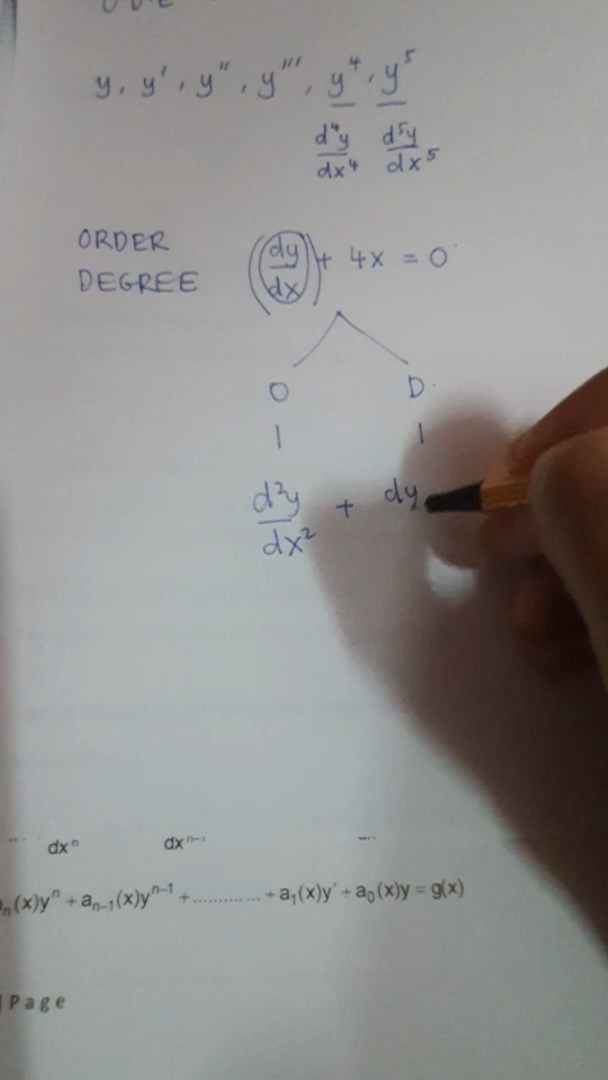 y, y', y", y''', y⁴, y⁵
d⁴y/dx⁴ d⁵y/dx⁵
ORDER
DEGREE
(dy/dx) + 4x = 0
O D
1 1
d²y/dx² + dy
dxⁿ dxⁿ⁻¹
ₙ(x)yⁿ + aₙ₋₁(x)yⁿ⁻¹ + ............. + a₁(x)y' + a₀(x)y = g(x)
Page